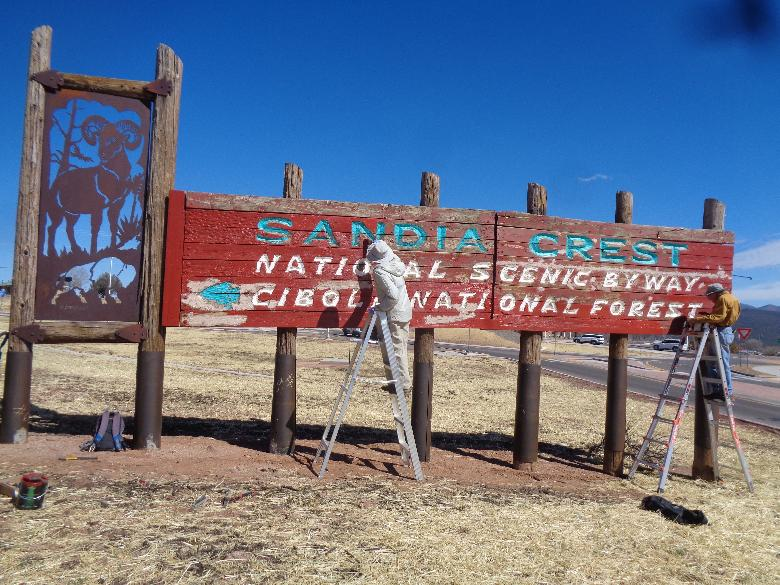 SANDIA CREST
NATIONAL SCENIC BYWAY
CIBOLA NATIONAL FOREST